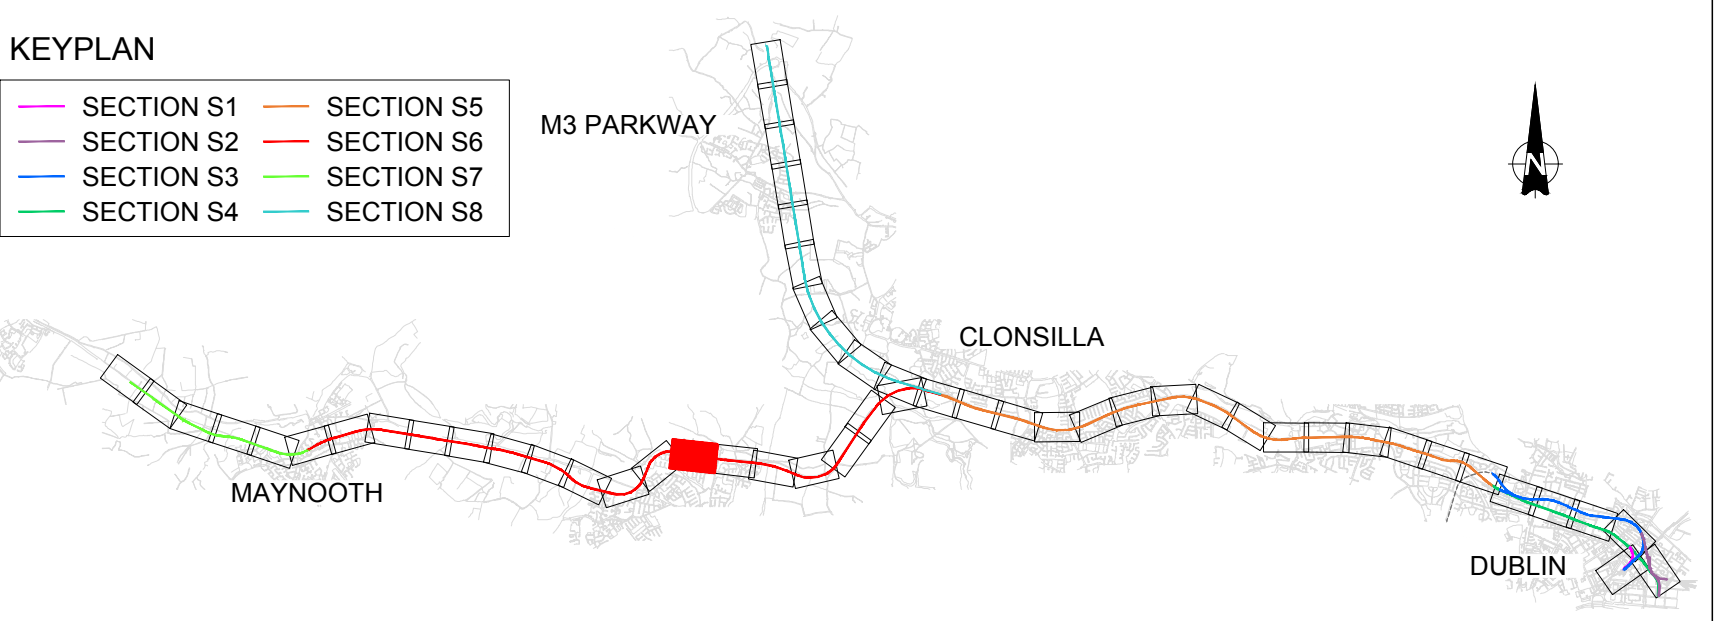 KEYPLAN
SECTION S1 SECTION S5
SECTION S2 SECTION S6
SECTION S3 SECTION S7
SECTION S4 SECTION S8
M3 PARKWAY
N
CLONSILLA
MAYNOOTH
DUBLIN